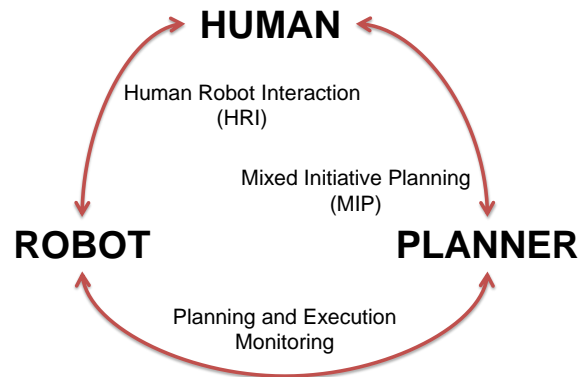 HUMAN
Human Robot Interaction
(HRI)
Mixed Initiative Planning
(MIP)
ROBOT
PLANNER
Planning and Execution
Monitoring